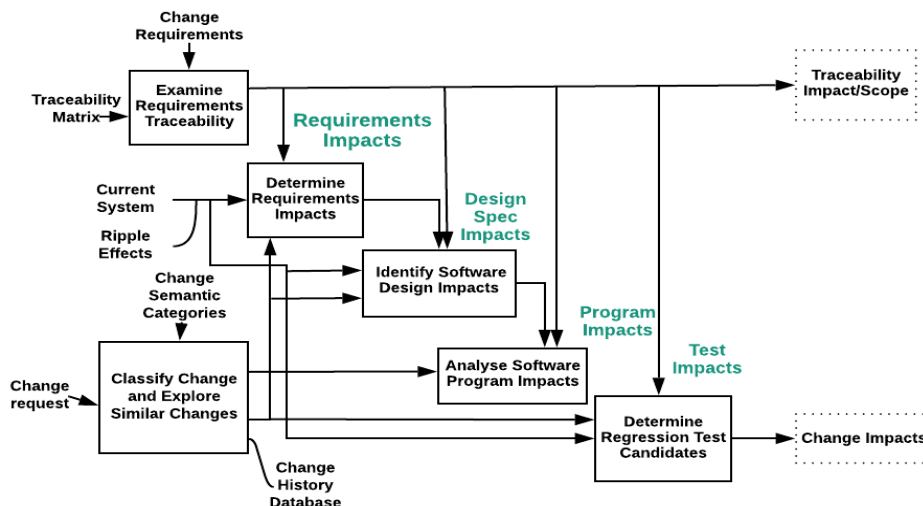 Change
Requirements
Traceability
Matrix
Examine
Requirements
Traceability
Traceability
Impact/Scope
Requirements
Impacts
Current
System
Ripple
Effects
Determine
Requirements
Impacts
Design
Spec
Impacts
Identify Software
Design Impacts
Change
Semantic
Categories
Program
Impacts
Test
Impacts
Change
request
Classify Change
and Explore
Similar Changes
Analyse Software
Program Impacts
Determine
Regression Test
Candidates
Change Impacts
Change
History
Database